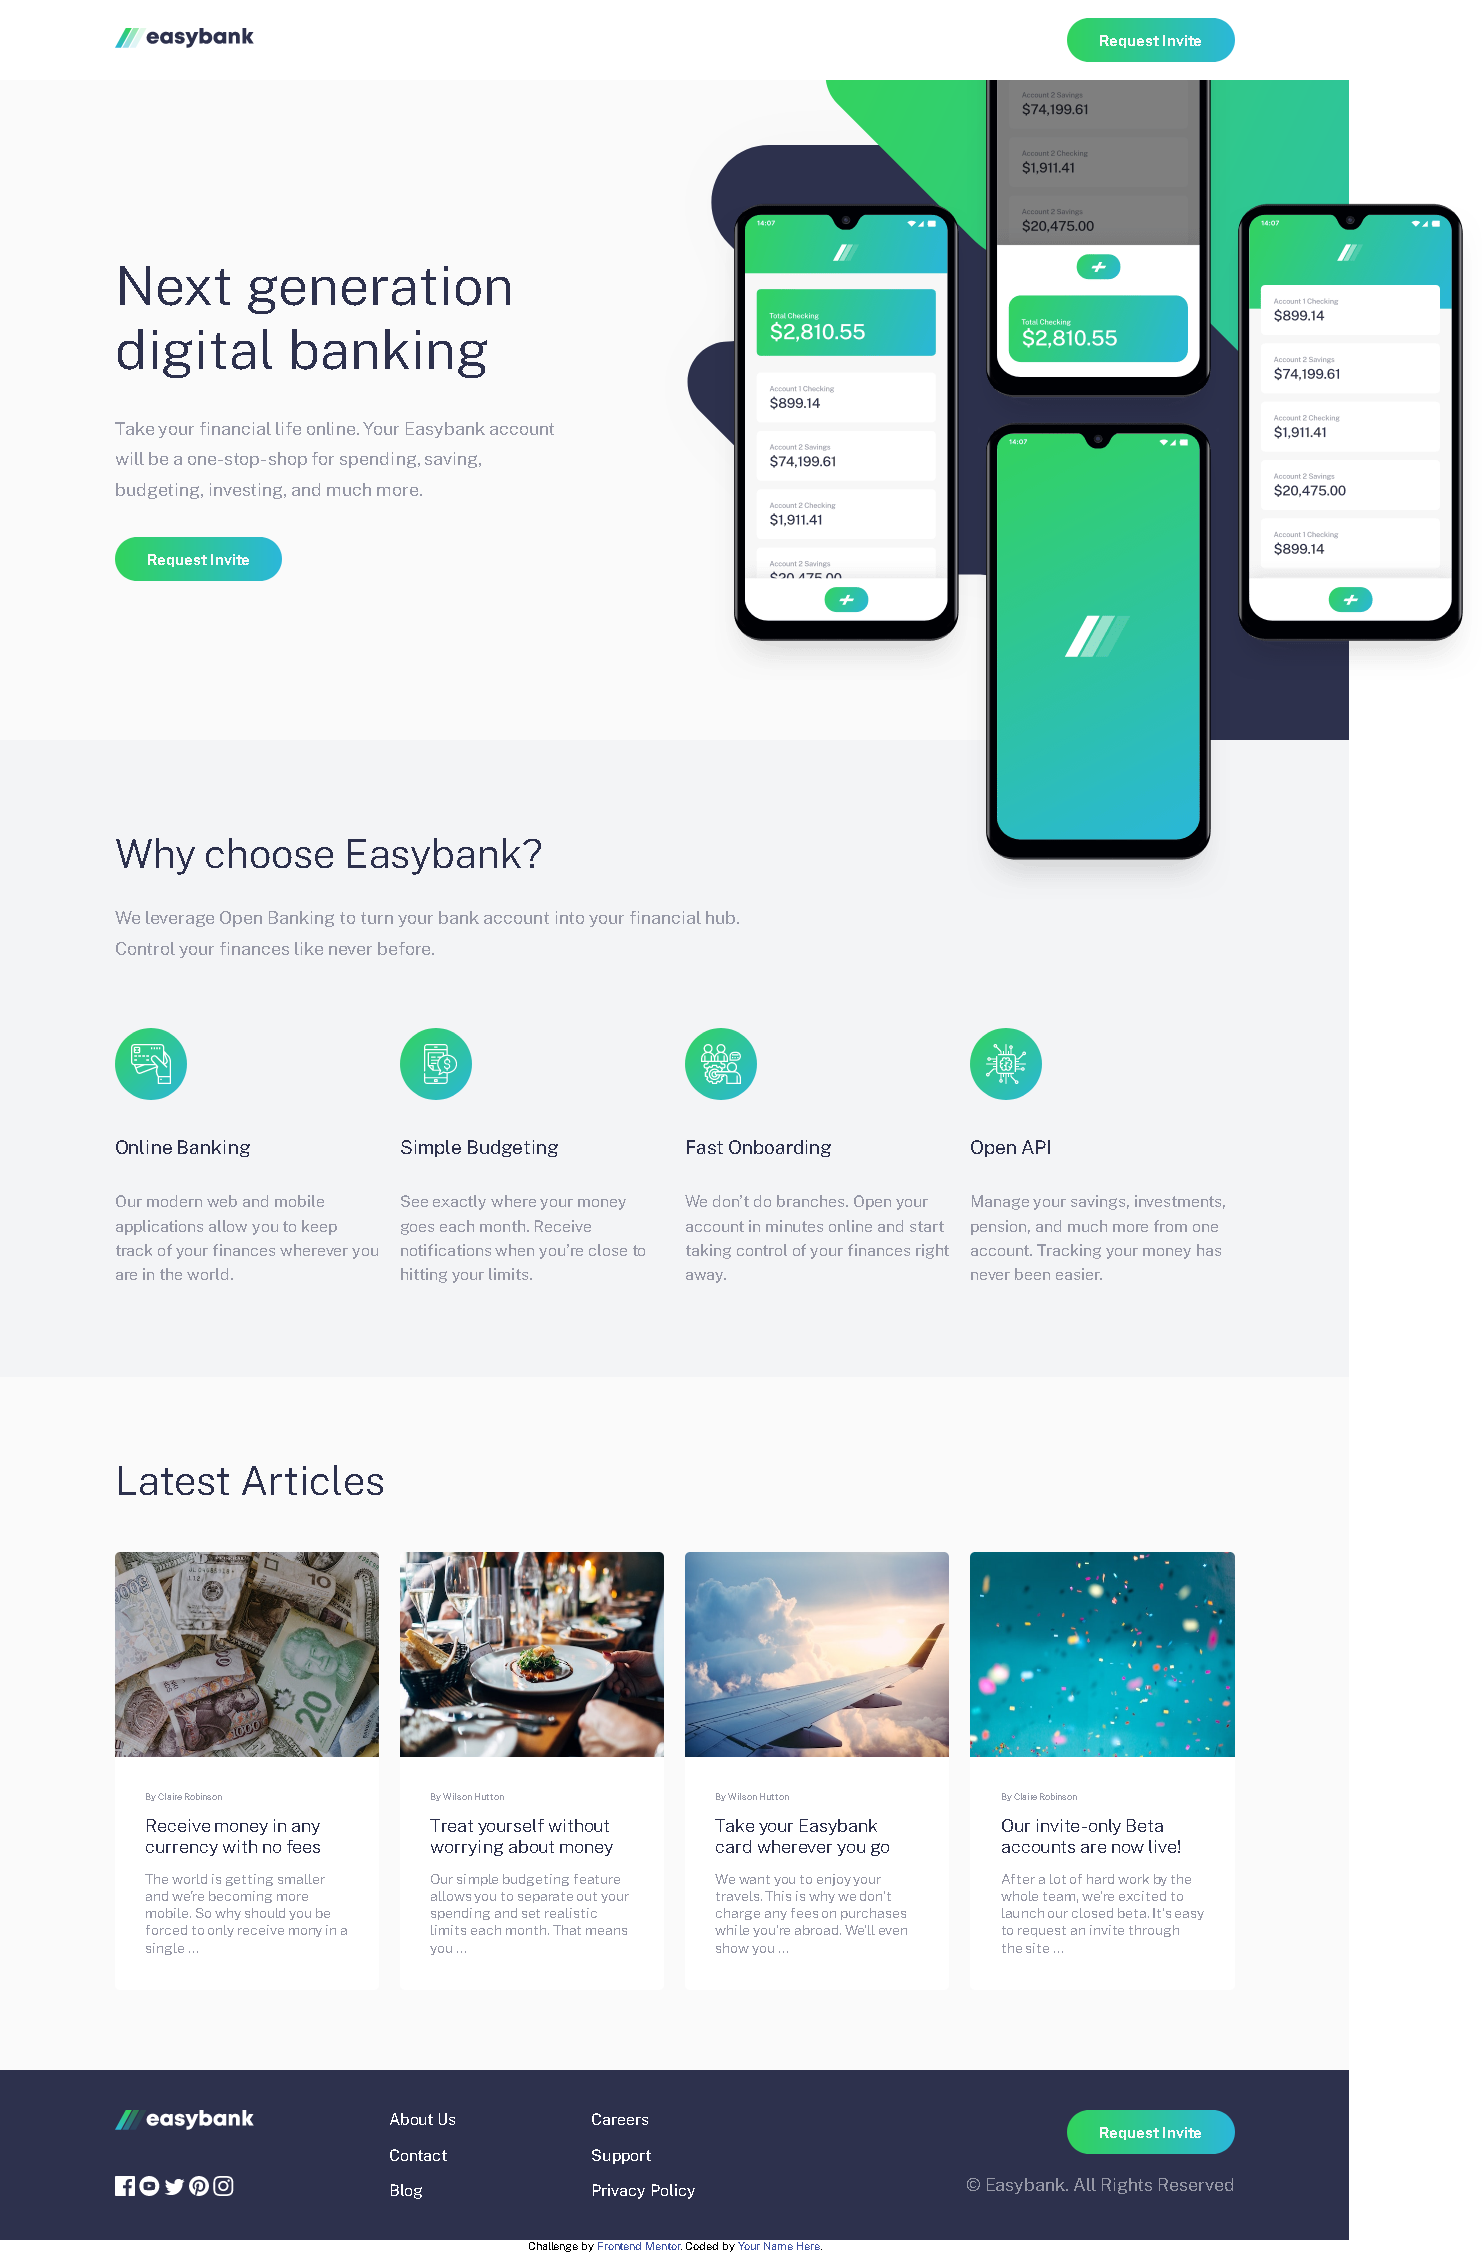 easybank
Request Invite
Next generation
digital banking
Take your financial life online. Your Easybank account
will be a one-stop-shop for spending, saving,
budgeting, investing, and much more.
Request Invite
14:07
Total Checking
$2,810.55
Account 1 Checking
$899.14
Account 2 Savings
$74,199.61
Account 2 Checking
$1,911.41
Account 2 Savings
$20,475.00
Account 2 Savings
$74,199.61
Account 2 Checking
$1,911.41
Account 2 Savings
$20,475.00
Total Checking
$2,810.55
14:07
14:07
Account 1 Checking
$899.14
Account 2 Savings
$74,199.61
Account 2 Checking
$1,911.41
Account 2 Savings
$20,475.00
Account 1 Checking
$899.14
Why choose Easybank?
We leverage Open Banking to turn your bank account into your financial hub.
Control your finances like never before.
Online Banking
Our modern web and mobile
applications allow you to keep
track of your finances wherever you
are in the world.
Simple Budgeting
See exactly where your money
goes each month. Receive
notifications when you’re close to
hitting your limits.
Fast Onboarding
We don’t do branches. Open your
account in minutes online and start
taking control of your finances right
away.
Open API
Manage your savings, investments,
pension, and much more from one
account. Tracking your money has
never been easier.
Latest Articles
10
20
1000
By Claire Robinson
Receive money in any
currency with no fees
The world is getting smaller
and we’re becoming more
mobile. So why should you be
forced to only receive mony in a
single …
By Wilson Hutton
Treat yourself without
worrying about money
Our simple budgeting feature
allows you to separate out your
spending and set realistic
limits each month. That means
you …
By Wilson Hutton
Take your Easybank
card wherever you go
We want you to enjoy your
travels. This is why we don’t
charge any fees on purchases
while you’re abroad. We’ll even
show you …
By Claire Robinson
Our invite-only Beta
accounts are now live!
After a lot of hard work by the
whole team, we’re excited to
launch our closed beta. It’s easy
to request an invite through
the site …
easybank
About Us
Contact
Blog
Careers
Support
Privacy Policy
Request Invite
© Easybank. All Rights Reserved
Challenge by Frontend Mentor. Coded by Your Name Here.